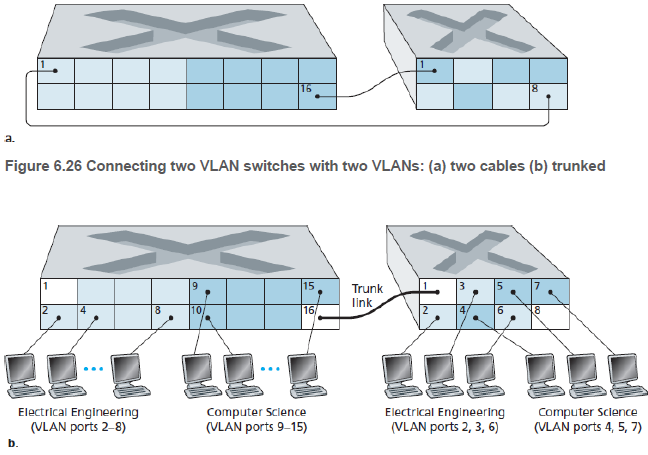 1
1
16
8
a.
Figure 6.26 Connecting two VLAN switches with two VLANs: (a) two cables (b) trunked
1
9
15
Trunk
link
1
3
5
7
2
4
8
10
16
2
4
6
8
Electrical Engineering
(VLAN ports 2–8)
Computer Science
(VLAN ports 9–15)
Electrical Engineering
(VLAN ports 2, 3, 6)
Computer Science
(VLAN ports 4, 5, 7)
b.